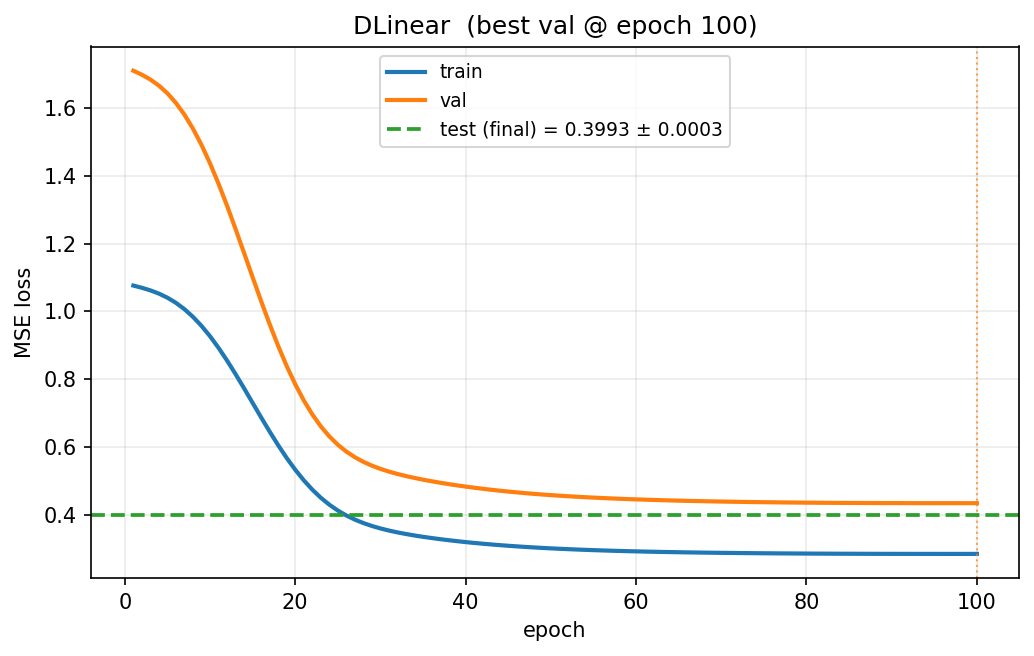 DLinear  (best val @ epoch 100)
train
val
test (final) = 0.3993 ± 0.0003
MSE loss
1.6
1.4
1.2
1.0
0.8
0.6
0.4
0 20 40 60 80 100
epoch